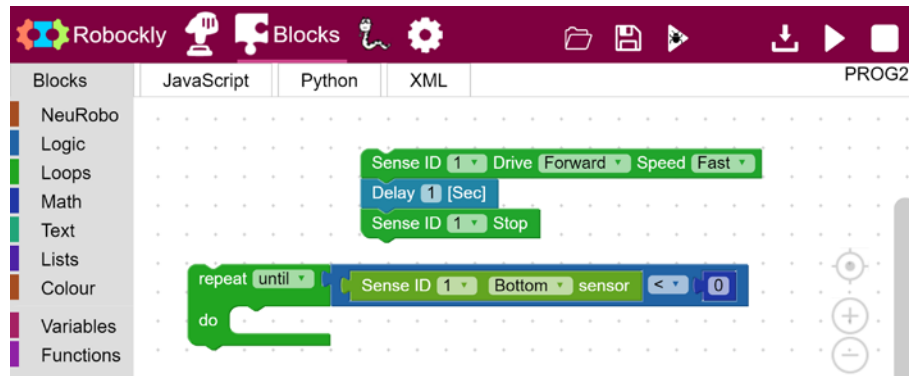 Robockly Blocks
Blocks JavaScript Python XML PROG2
NeuRobo
Logic
Loops
Math
Text
Lists
Colour
Variables
Functions
Sense ID 1 Drive Forward Speed Fast
Delay 1 [Sec]
Sense ID 1 Stop
repeat until Sense ID 1 Bottom sensor < 0
do